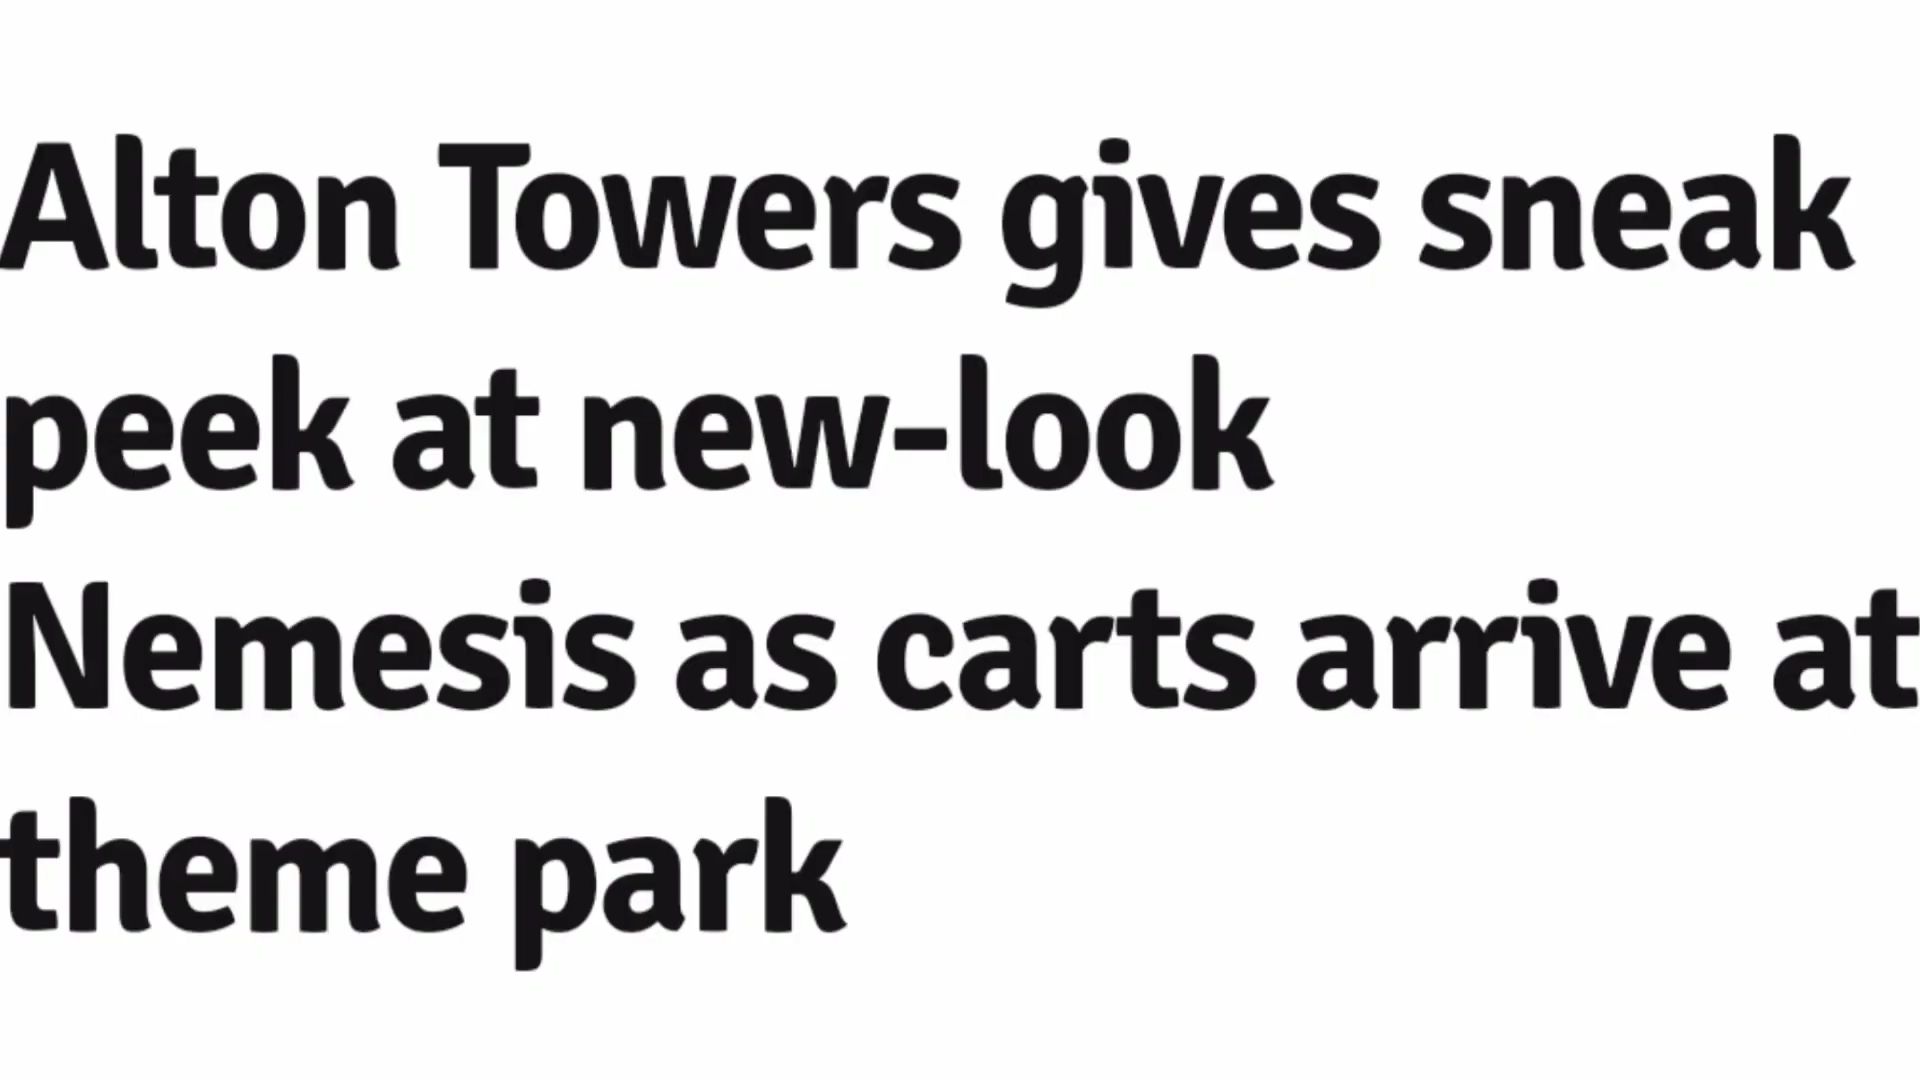 Alton Towers gives sneak
peek at new-look
Nemesis as carts arrive at
theme park